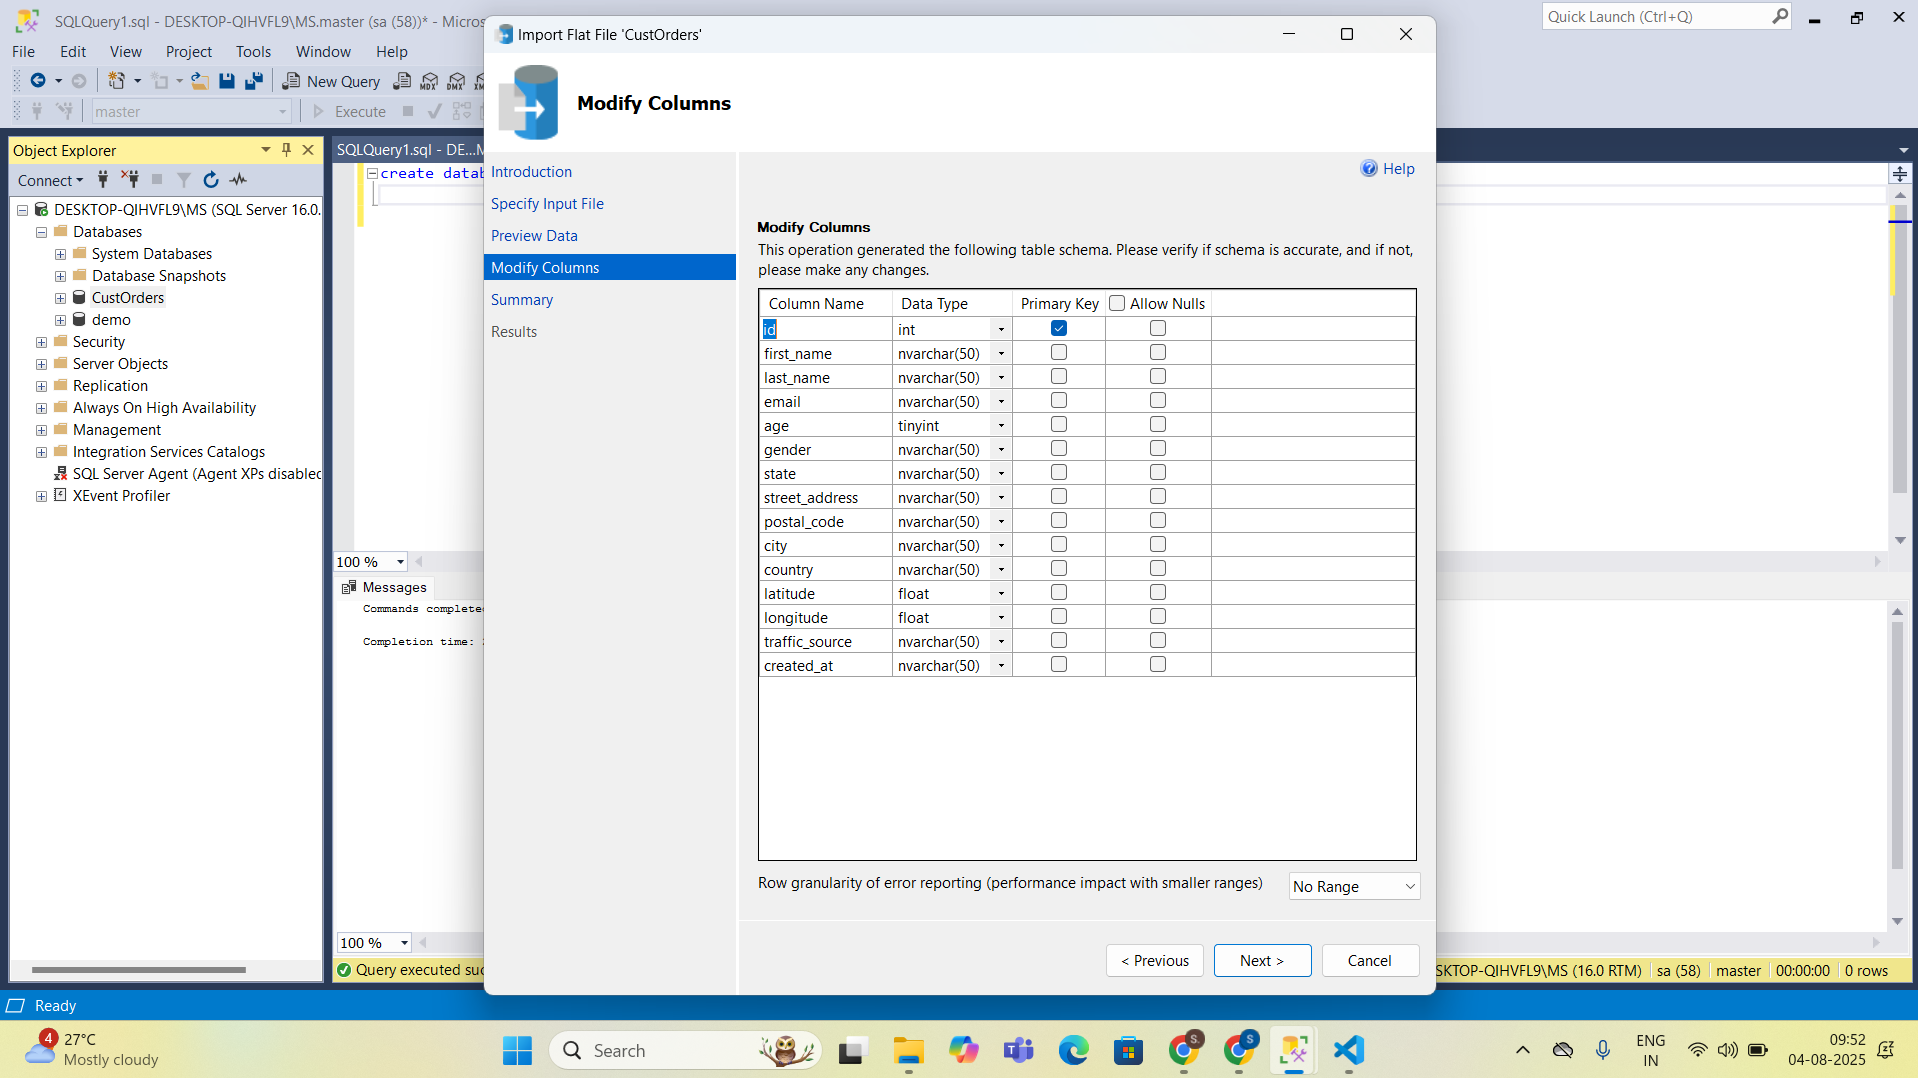 SQLQuery1.sql - DESKTOP-QIHVFL9\MS.master (sa (58))* - Micros
Quick Launch (Ctrl+Q)
File Edit View Project Tools Window Help
New Query
MDX DMX
master
Execute
Object Explorer
Connect
DESKTOP-QIHVFL9\MS (SQL Server 16.0.
Databases
System Databases
Database Snapshots
CustOrders
demo
Security
Server Objects
Replication
Always On High Availability
Management
Integration Services Catalogs
SQL Server Agent (Agent XPs disabled
XEvent Profiler
SQLQuery1.sql - DE...M
create datab
100 %
Messages
Commands complete
Completion time:
100 %
Query executed suc
Import Flat File 'CustOrders'
Modify Columns
Introduction
Specify Input File
Preview Data
Modify Columns
Summary
Results
Help
Modify Columns
This operation generated the following table schema. Please verify if schema is accurate, and if not,
please make any changes.
Column Name Data Type Primary Key Allow Nulls
id int
first_name nvarchar(50)
last_name nvarchar(50)
email nvarchar(50)
age tinyint
gender nvarchar(50)
state nvarchar(50)
street_address nvarchar(50)
postal_code nvarchar(50)
city nvarchar(50)
country nvarchar(50)
latitude float
longitude float
traffic_source nvarchar(50)
created_at nvarchar(50)
Row granularity of error reporting (performance impact with smaller ranges) No Range
< Previous Next > Cancel
SKTOP-QIHVFL9\MS (16.0 RTM) sa (58) master 00:00:00 0 rows
Ready
4
27°C
Mostly cloudy
Search
S.
S
ENG
IN
09:52
04-08-2025